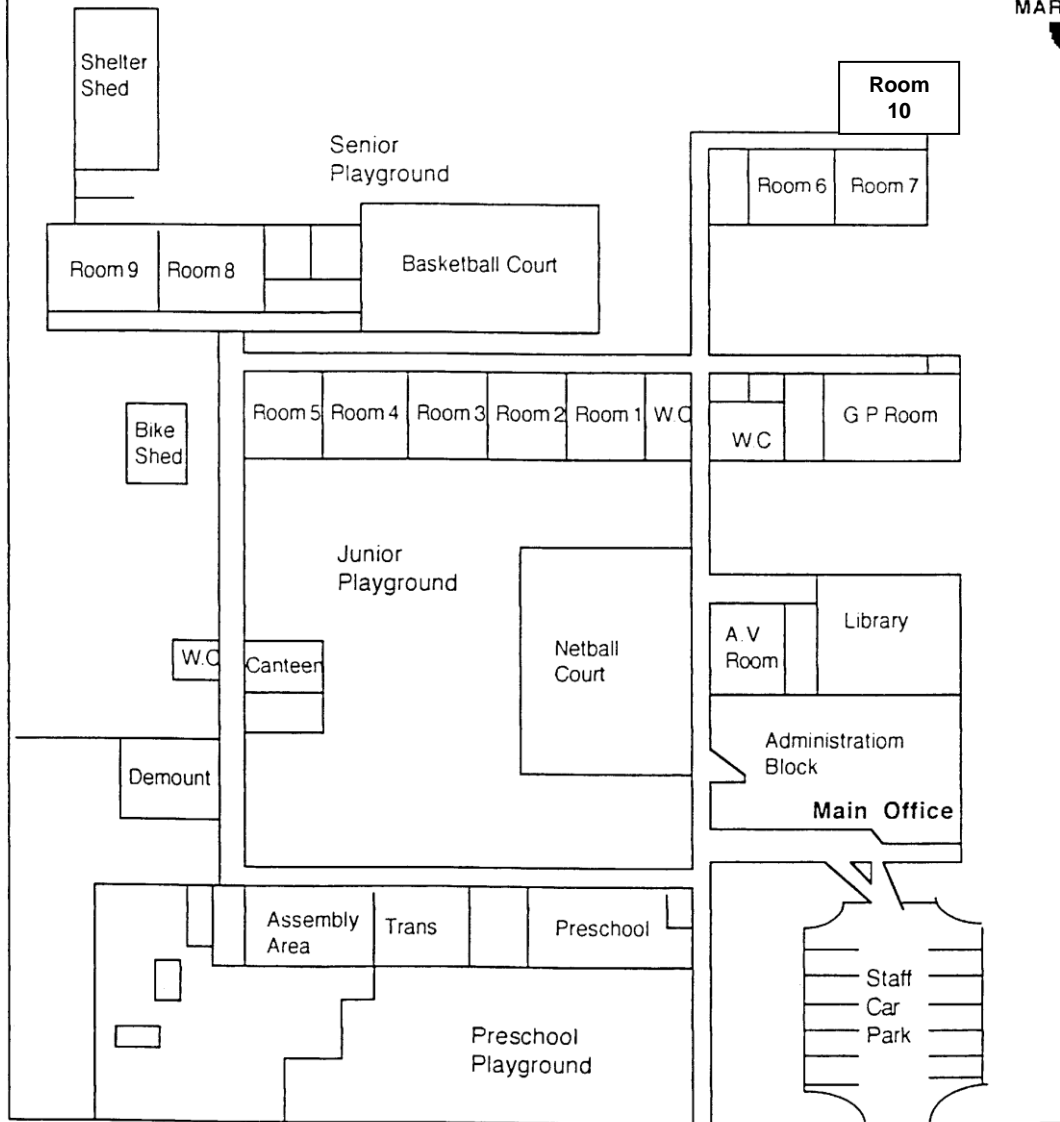 MAR
Shelter
Shed
Room
10
Senior
Playground
Room 6
Room 7
Room 9
Room 8
Basketball Court
Room 5
Room 4
Room 3
Room 2
Room 1
W.C
W C
G P Room
Bike
Shed
Junior
Playground
Netball
Court
A.V
Room
Library
W.C
Canteen
Administratiom
Block
Demount
Main Office
Assembly
Area
Trans
Preschool
Staff
Car
Park
Preschool
Playground